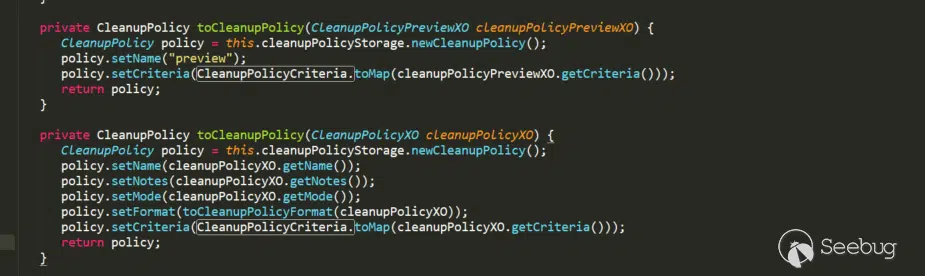 }
private CleanupPolicy toCleanupPolicy(CleanupPolicyPreviewXO cleanupPolicyPreviewXO) {
CleanupPolicy policy = this.cleanupPolicyStorage.newCleanupPolicy();
policy.setName("preview");
policy.setCriteria(CleanupPolicyCriteria.toMap(cleanupPolicyPreviewXO.getCriteria()));
return policy;
}
private CleanupPolicy toCleanupPolicy(CleanupPolicyXO cleanupPolicyXO) {
CleanupPolicy policy = this.cleanupPolicyStorage.newCleanupPolicy();
policy.setName(cleanupPolicyXO.getName());
policy.setNotes(cleanupPolicyXO.getNotes());
policy.setMode(cleanupPolicyXO.getMode());
policy.setFormat(toCleanupPolicyFormat(cleanupPolicyXO));
policy.setCriteria(CleanupPolicyCriteria.toMap(cleanupPolicyXO.getCriteria()));
return policy;
}
Seebug